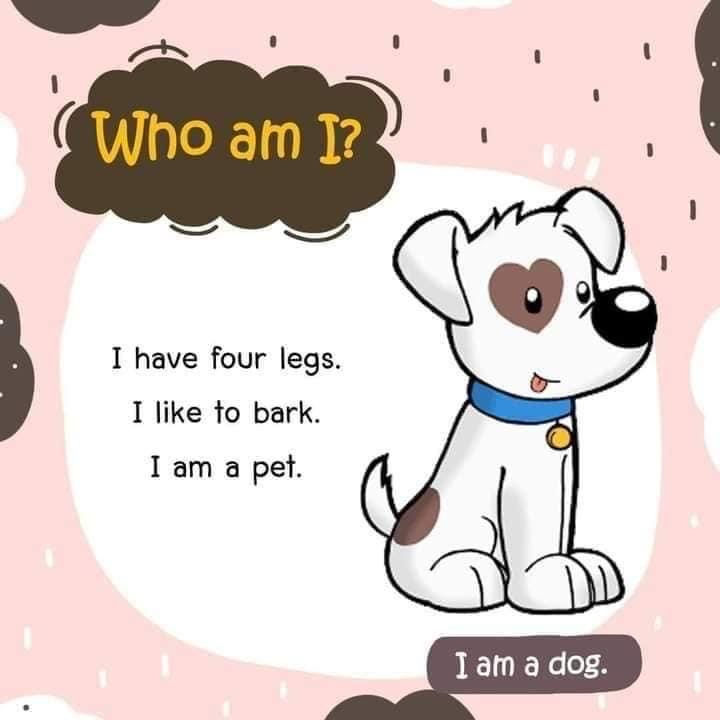 Who am I?
I have four legs.
I like to bark.
I am a pet.
I am a dog.